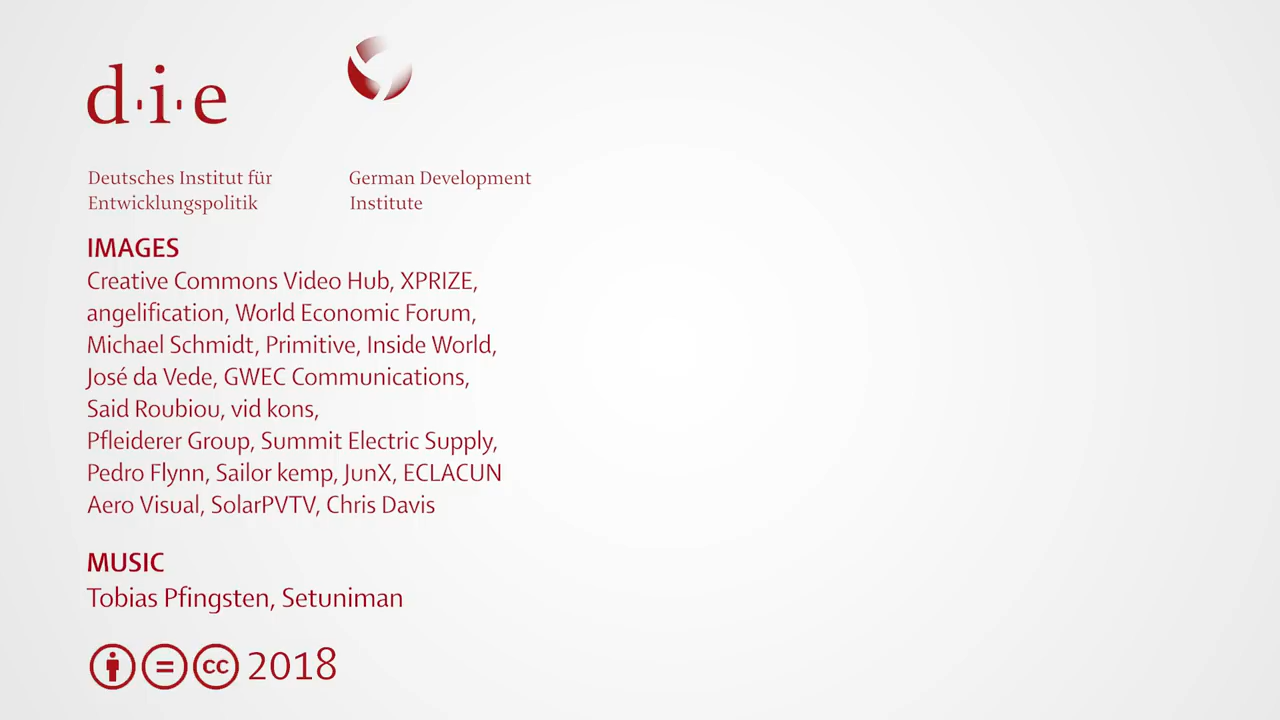 d·i·e
Deutsches Institut für
Entwicklungspolitik
German Development
Institute
IMAGES
Creative Commons Video Hub, XPRIZE,
angelification, World Economic Forum,
Michael Schmidt, Primitive, Inside World,
José da Vede, GWEC Communications,
Said Roubiou, vid kons,
Pfleiderer Group, Summit Electric Supply,
Pedro Flynn, Sailor kemp, JunX, ECLACUN
Aero Visual, SolarPVTV, Chris Davis
MUSIC
Tobias Pfingsten, Setuniman
= cc 2018